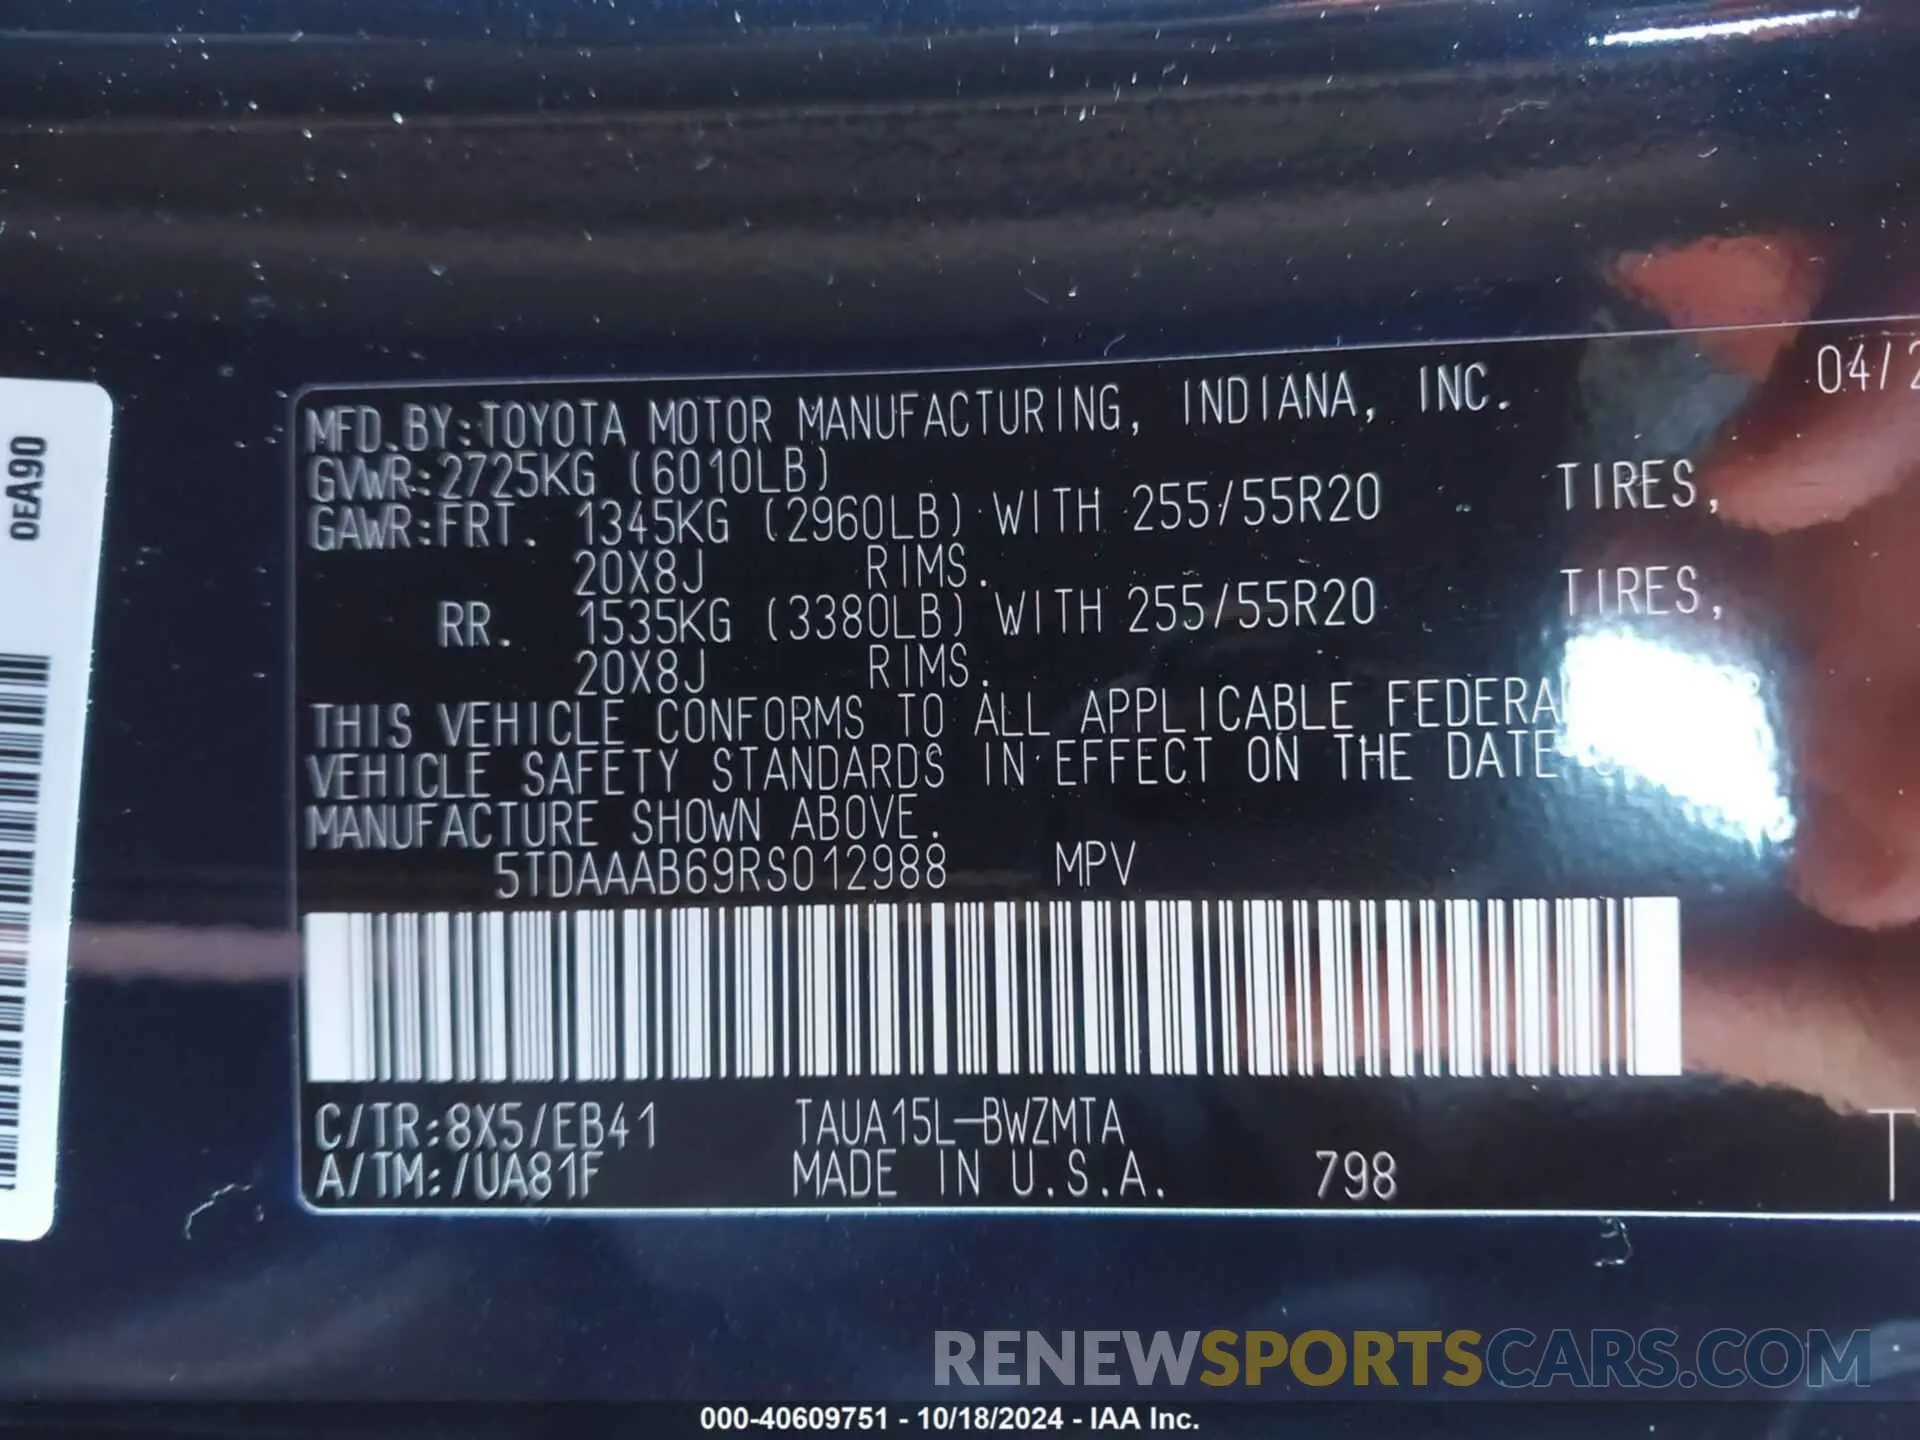 04/2
MFD.BY:TOYOTA MOTOR MANUFACTURING, INDIANA, INC.
GVWR:2725KG (6010LB)
GAWR:FRT. 1345KG (2960LB) WITH 255/55R20 TIRES,
20X8J RIMS.
RR. 1535KG (3380LB) WITH 255/55R20 TIRES,
20X8J RIMS.
THIS VEHICLE CONFORMS TO ALL APPLICABLE FEDERA
VEHICLE SAFETY STANDARDS IN EFFECT ON THE DATE
MANUFACTURE SHOWN ABOVE.
5TDAAAB69RS012988 MPV
C/TR:8X5/EB41 TAUA15L-BWZMTA
A/TM:/UA81F MADE IN U.S.A. 798
T
0EA90
RENEWSPORTSCARS.COM
000-40609751 - 10/18/2024 - IAA Inc.